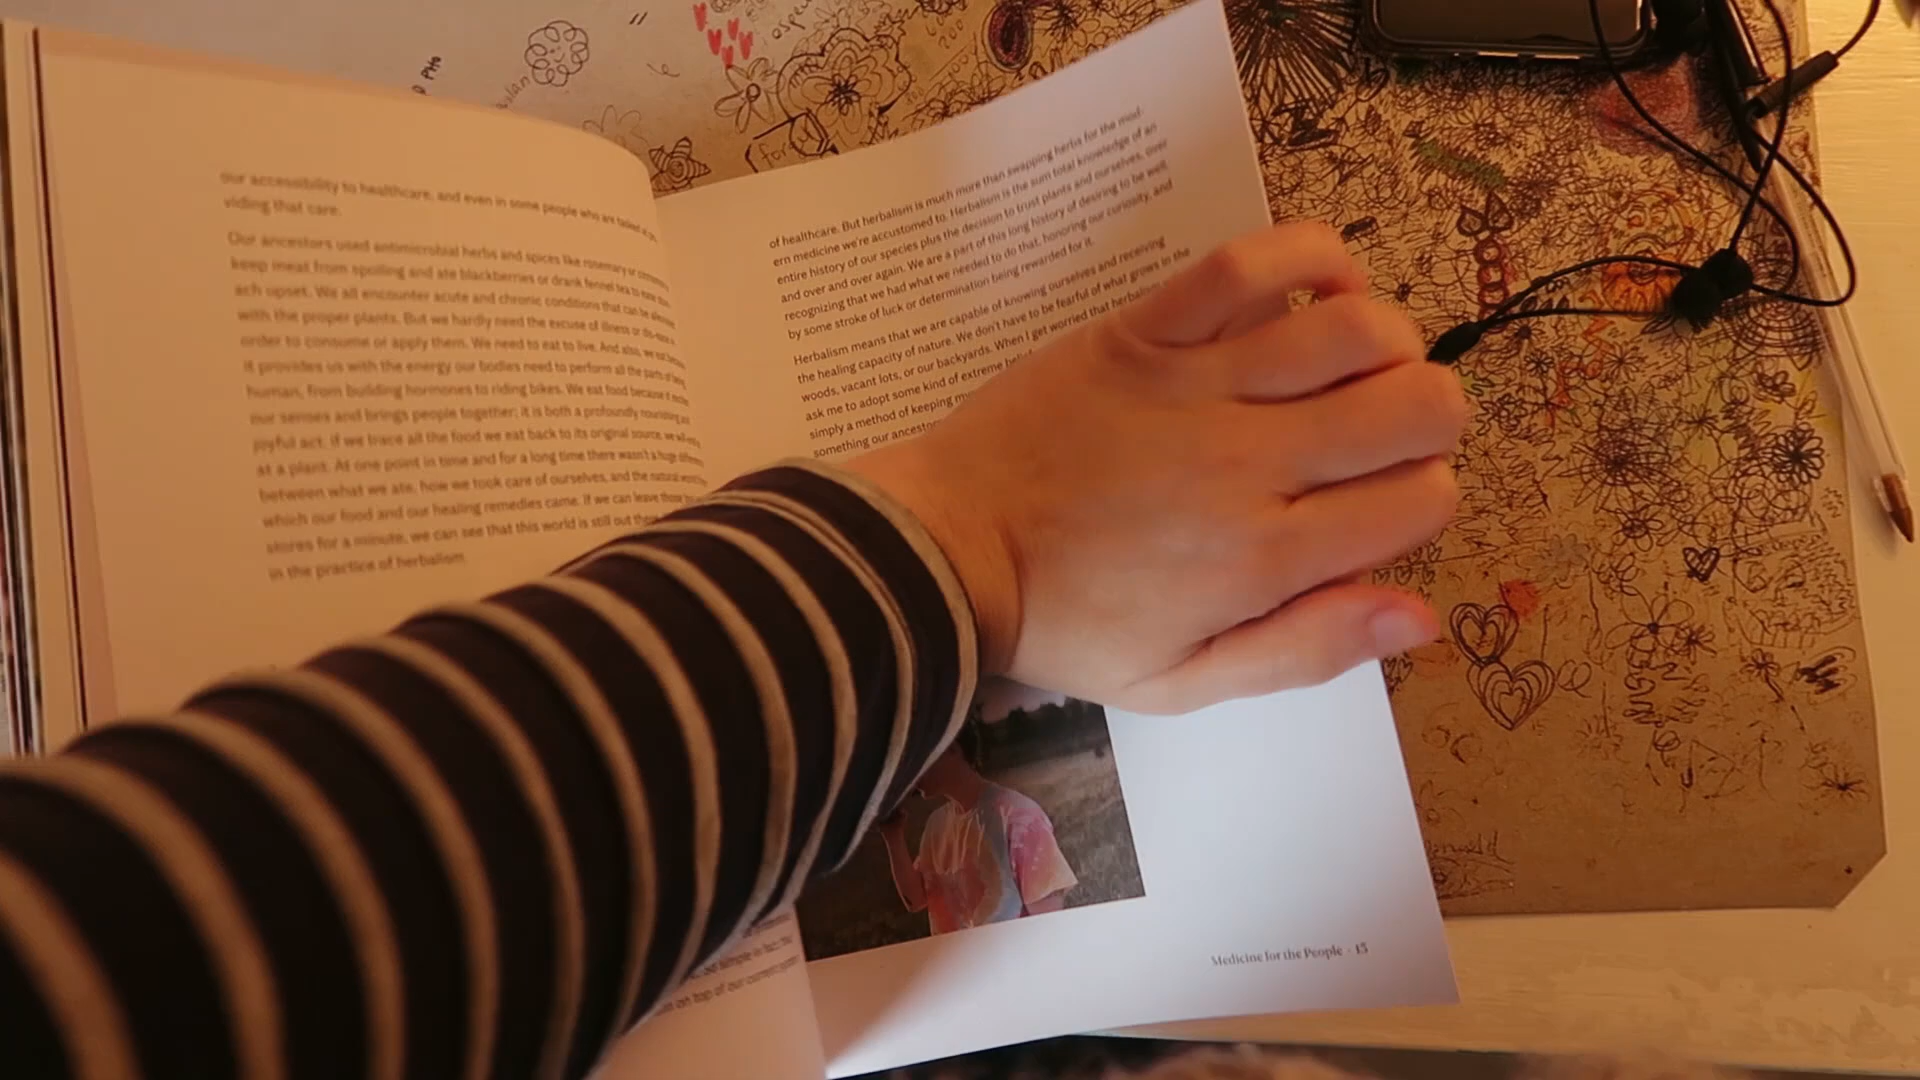 our accessibility to healthcare, and even in some people who are tasked
viding that care.
Our ancestors used antimicrobial herbs and spices like rosemary or
keep meat from spoiling and ate blackberries or drank fennel tea to
ach upset. We all encounter acute and chronic conditions that can be
with the proper plants. But we hardly need the excuse of illness or
order to consume or apply them. We need to eat to live. And also, we eat
it provides us with the energy our bodies need to perform all the parts of
human, from building hormones to riding bikes. We eat food because it
our senses and brings people together; it is both a profoundly nourishing
joyful act. If we trace all the food we eat back to its original source, we
at a plant. At one point in time and for a long time there wasn't a huge
between what we ate, how we took care of ourselves, and the natural
which our food and our healing remedies came. If we can leave those
stores for a minute, we can see that this world is still out
in the practice of herbalism.
on top of our current
of healthcare. But herbalism is much more than swapping herbs for the mod-
ern medicine we're accustomed to. Herbalism is the sum total knowledge of an
entire history of our species plus the decision to trust plants and ourselves, over
and over and over again. We are a part of this long history of desiring to be well,
recognizing that we had what we needed to do that, honoring our curiosity, and
by some stroke of luck or determination being rewarded for it.
Herbalism means that we are capable of knowing ourselves and receiving
the healing capacity of nature. We don't have to be fearful of what grows in the
woods, vacant lots, or our backyards. When I get worried that herbalism
ask me to adopt some kind of extreme
simply a method of keeping
something our
Medicine for the People · 15